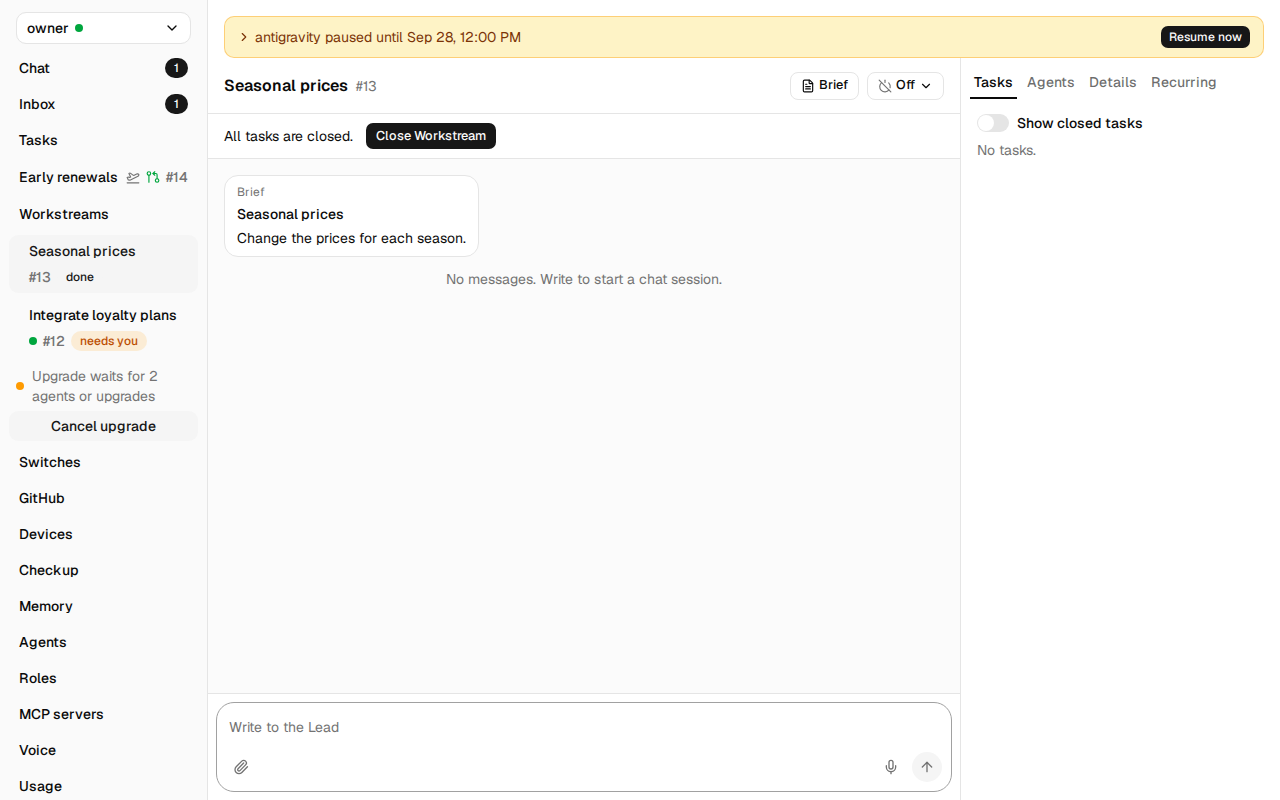 owner
Chat 1
Inbox 1
Tasks
Early renewals #14
Workstreams
Seasonal prices
#13 done
Integrate loyalty plans
#12 needs you
Upgrade waits for 2
agents or upgrades
Cancel upgrade
Switches
GitHub
Devices
Checkup
Memory
Agents
Roles
MCP servers
Voice
Usage
antigravity paused until Sep 28, 12:00 PM
Resume now
Seasonal prices #13
Brief
Off
All tasks are closed.
Close Workstream
Brief
Seasonal prices
Change the prices for each season.
No messages. Write to start a chat session.
Write to the Lead
Tasks Agents Details Recurring
Show closed tasks
No tasks.